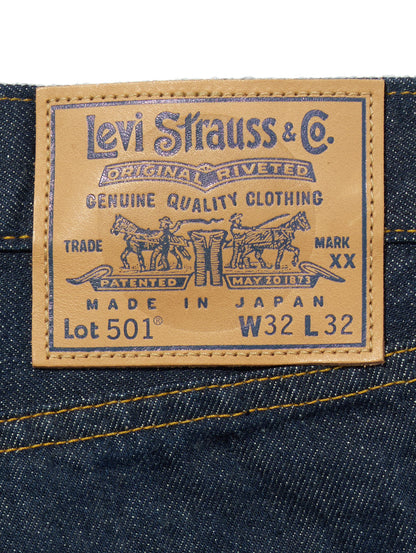 Levi Strauss & Co.
ORIGINAL RIVETED
GENUINE QUALITY CLOTHING
TRADE MARK
XX
PATENTED MAY 20 1873
MADE IN JAPAN
Lot 501® W32 L32